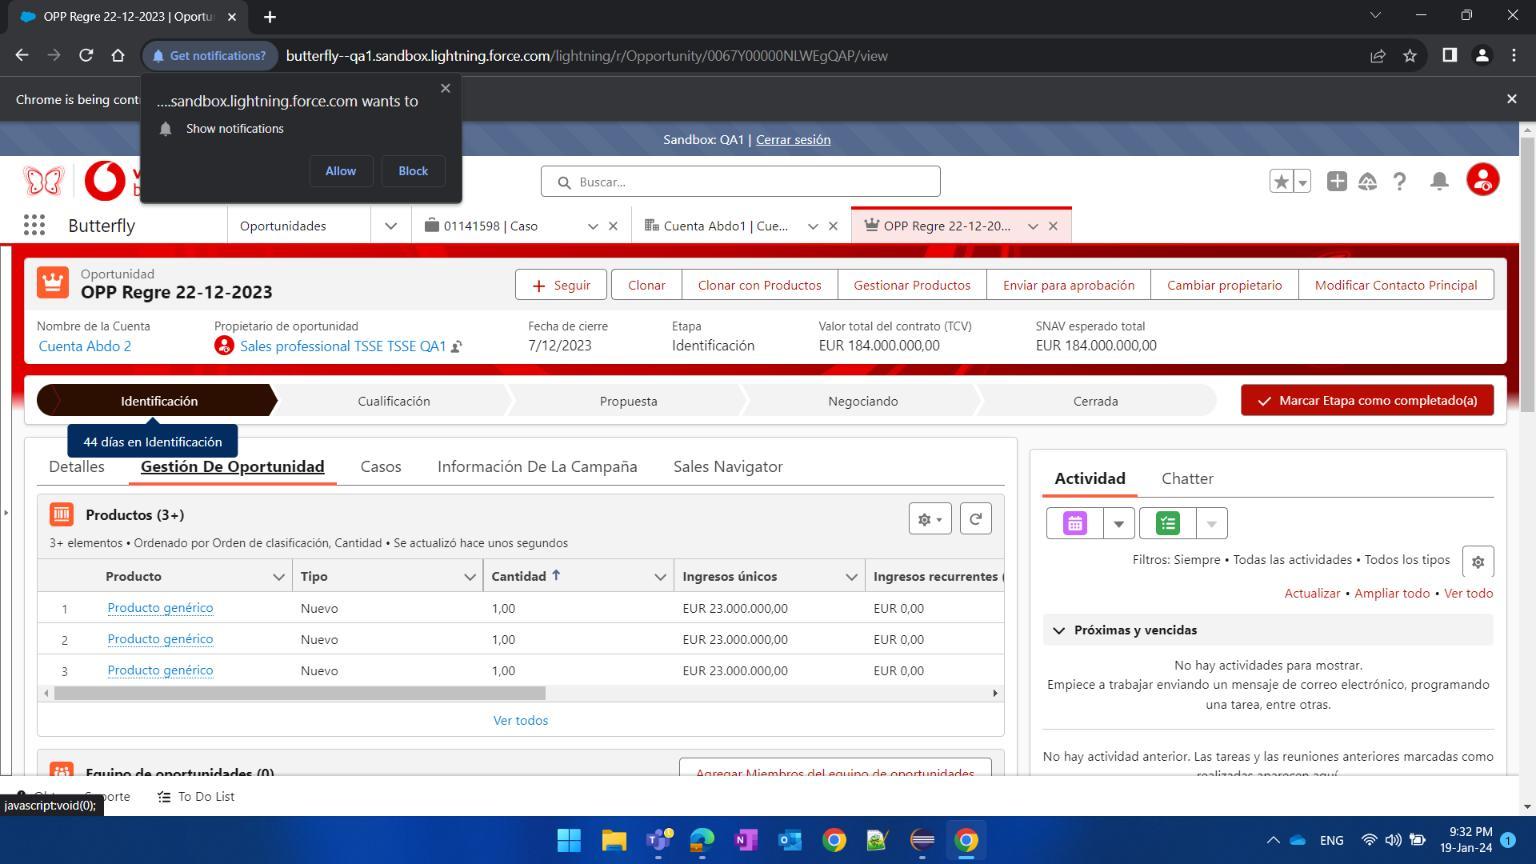 OPP Regre 22-12-2023 | Oportu
Get notifications?
butterfly--qa1.sandbox.lightning.force.com/lightning/r/Opportunity/0067Y00000NLWEgQAP/view
Chrome is being cont
....sandbox.lightning.force.com wants to
Show notifications
Allow
Block
Sandbox: QA1 | Cerrar sesión
Buscar...
Butterfly
Oportunidades
01141598 | Caso
Cuenta Abdo1 | Cue...
OPP Regre 22-12-20...
Oportunidad
OPP Regre 22-12-2023
Seguir
Clonar
Clonar con Productos
Gestionar Productos
Enviar para aprobación
Cambiar propietario
Modificar Contacto Principal
Nombre de la Cuenta
Cuenta Abdo 2
Propietario de oportunidad
Sales professional TSSE TSSE QA1
Fecha de cierre
7/12/2023
Etapa
Identificación
Valor total del contrato (TCV)
EUR 184.000.000,00
SNAV esperado total
EUR 184.000.000,00
Identificación
Cualificación
Propuesta
Negociando
Cerrada
Marcar Etapa como completado(a)
44 días en Identificación
Detalles
Gestión De Oportunidad
Casos
Información De La Campaña
Sales Navigator
Productos (3+)
3+ elementos • Ordenado por Orden de clasificación, Cantidad • Se actualizó hace unos segundos
Producto Tipo Cantidad Ingresos únicos Ingresos recurrentes (
1 Producto genérico Nuevo 1,00 EUR 23.000.000,00 EUR 0,00
2 Producto genérico Nuevo 1,00 EUR 23.000.000,00 EUR 0,00
3 Producto genérico Nuevo 1,00 EUR 23.000.000,00 EUR 0,00
Ver todos
Equipo de oportunidades (0)
Agregar Miembros del equipo de oportunidades
Actividad
Chatter
Filtros: Siempre • Todas las actividades • Todos los tipos
Actualizar • Ampliar todo • Ver todo
Próximas y vencidas
No hay actividades para mostrar.
Empiece a trabajar enviando un mensaje de correo electrónico, programando
una tarea, entre otras.
No hay actividad anterior. Las tareas y las reuniones anteriores marcadas como
realizadas aparecen aquí.
To Do List
javascript:void(0);
ENG
9:32 PM
19-Jan-24
1